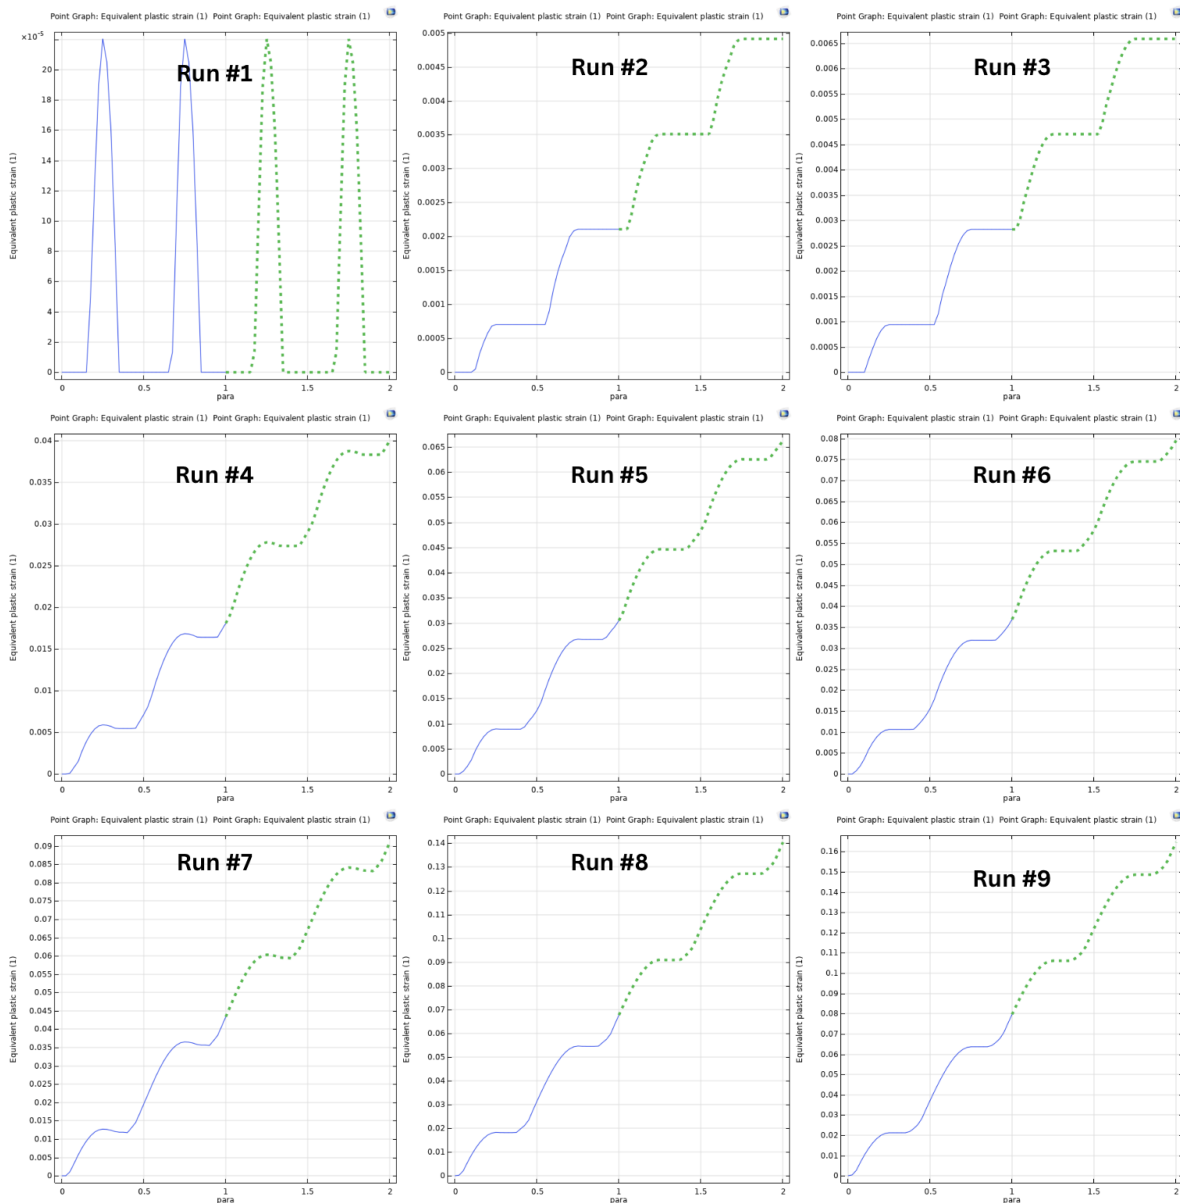 Point Graph: Equivalent plastic strain (1) Point Graph: Equivalent plastic strain (1)
×10⁻⁵
20
18
16
14
12
10
8
6
4
2
0
Equivalent plastic strain (1)
Run #1
0 0.5 1 1.5 2
para
Point Graph: Equivalent plastic strain (1) Point Graph: Equivalent plastic strain (1)
0.005
0.0045
0.004
0.0035
0.003
0.0025
0.002
0.0015
0.001
0.0005
0
Equivalent plastic strain (1)
Run #2
0 0.5 1 1.5 2
para
Point Graph: Equivalent plastic strain (1) Point Graph: Equivalent plastic strain (1)
0.0065
0.006
0.0055
0.005
0.0045
0.004
0.0035
0.003
0.0025
0.002
0.0015
0.001
0.0005
0
Equivalent plastic strain (1)
Run #3
0 0.5 1 1.5 2
para
Point Graph: Equivalent plastic strain (1) Point Graph: Equivalent plastic strain (1)
0.04
0.035
0.03
0.025
0.02
0.015
0.01
0.005
0
Equivalent plastic strain (1)
Run #4
0 0.5 1 1.5 2
para
Point Graph: Equivalent plastic strain (1) Point Graph: Equivalent plastic strain (1)
0.065
0.06
0.055
0.05
0.045
0.04
0.035
0.03
0.025
0.02
0.015
0.01
0.005
0
Equivalent plastic strain (1)
Run #5
0 0.5 1 1.5 2
para
Point Graph: Equivalent plastic strain (1) Point Graph: Equivalent plastic strain (1)
0.08
0.075
0.07
0.065
0.06
0.055
0.05
0.045
0.04
0.035
0.03
0.025
0.02
0.015
0.01
0.005
0
Equivalent plastic strain (1)
Run #6
0 0.5 1 1.5 2
para
Point Graph: Equivalent plastic strain (1) Point Graph: Equivalent plastic strain (1)
0.09
0.085
0.08
0.075
0.07
0.065
0.06
0.055
0.05
0.045
0.04
0.035
0.03
0.025
0.02
0.015
0.01
0.005
0
Equivalent plastic strain (1)
Run #7
0 0.5 1 1.5 2
para
Point Graph: Equivalent plastic strain (1) Point Graph: Equivalent plastic strain (1)
0.14
0.13
0.12
0.11
0.1
0.09
0.08
0.07
0.06
0.05
0.04
0.03
0.02
0.01
0
Equivalent plastic strain (1)
Run #8
0 0.5 1 1.5 2
para
Point Graph: Equivalent plastic strain (1) Point Graph: Equivalent plastic strain (1)
0.16
0.15
0.14
0.13
0.12
0.11
0.1
0.09
0.08
0.07
0.06
0.05
0.04
0.03
0.02
0.01
0
Equivalent plastic strain (1)
Run #9
0 0.5 1 1.5 2
para